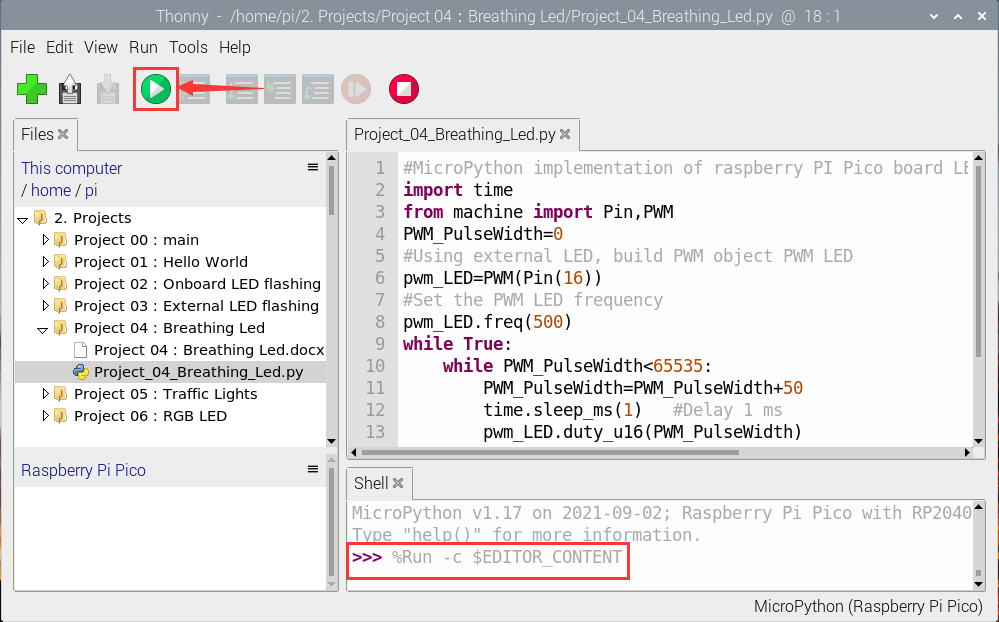 Thonny - /home/pi/2. Projects/Project 04 : Breathing Led/Project_04_Breathing_Led.py @ 18 : 1
File Edit View Run Tools Help
Files
This computer
/ home / pi
2. Projects
Project 00 : main
Project 01 : Hello World
Project 02 : Onboard LED flashing
Project 03 : External LED flashing
Project 04 : Breathing Led
Project 04 : Breathing Led.docx
Project_04_Breathing_Led.py
Project 05 : Traffic Lights
Project 06 : RGB LED
Raspberry Pi Pico
Project_04_Breathing_Led.py
1 #MicroPython implementation of raspberry PI Pico board LE
2 import time
3 from machine import Pin,PWM
4 PWM_PulseWidth=0
5 #Using external LED, build PWM object PWM LED
6 pwm_LED=PWM(Pin(16))
7 #Set the PWM LED frequency
8 pwm_LED.freq(500)
9 while True:
10 while PWM_PulseWidth<65535:
11 PWM_PulseWidth=PWM_PulseWidth+50
12 time.sleep_ms(1) #Delay 1 ms
13 pwm_LED.duty_u16(PWM_PulseWidth)
Shell
MicroPython v1.17 on 2021-09-02; Raspberry Pi Pico with RP2040
Type "help()" for more information.
>>> %Run -c $EDITOR_CONTENT
MicroPython (Raspberry Pi Pico)